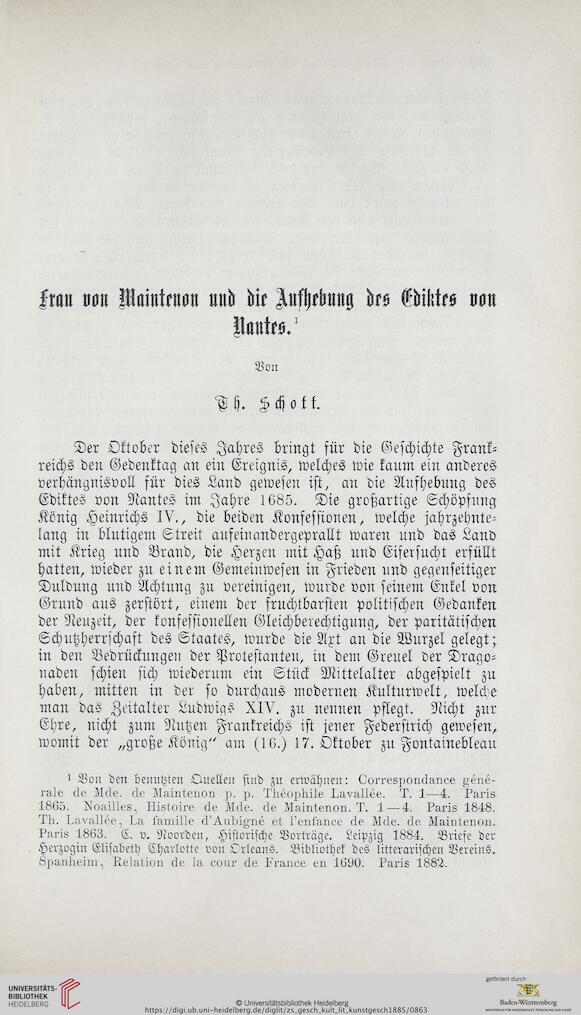 Frau von Maintenon und die Aufhebung des Ediktes von
Nantes.¹
Von
Th. Schott.
Der Oktober dieses Jahres bringt für die Geschichte Frank-
reichs den Gedenktag an ein Ereignis, welches wie kaum ein anderes
verhängnisvoll für dies Land gewesen ist, an die Aufhebung des
Ediktes von Nantes im Jahre 1685. Die großartige Schöpfung
König Heinrichs IV., die beiden Konfessionen, welche jahrzehnte-
lang in blutigem Streit aufeinandergeprallt waren und das Land
mit Krieg und Brand, die Herzen mit Haß und Eifersucht erfüllt
hatten, wieder zu einem Gemeinwesen in Frieden und gegenseitiger
Duldung und Achtung zu vereinigen, wurde von seinem Enkel von
Grund aus zerstört, einem der fruchtbarsten politischen Gedanken
der Neuzeit, der konfessionellen Gleichberechtigung, der paritätischen
Schutzherrschaft des Staates, wurde die Axt an die Wurzel gelegt;
in den Bedrückungen der Protestanten, in dem Greuel der Drago-
naden schien sich wiederum ein Stück Mittelalter abgespielt zu
haben, mitten in der so durchaus modernen Kulturwelt, welche
man das Zeitalter Ludwigs XIV. zu nennen pflegt. Nicht zur
Ehre, nicht zum Nutzen Frankreichs ist jener Federstrich gewesen,
womit der „große König“ am (16.) 17. Oktober zu Fontainebleau
¹ Von den benutzten Quellen sind zu erwähnen: Correspondance géné-
rale de Mde. de Maintenon p. p. Théophile Lavallée. T. 1—4. Paris
1865. Noailles, Histoire de Mde. de Maintenon. T. 1—4. Paris 1848.
Th. Lavallée, La famille d'Aubigné et l'enfance de Mde. de Maintenon.
Paris 1863. C. v. Noorden, Historische Vorträge. Leipzig 1884. Briefe der
Herzogin Elisabeth Charlotte von Orleans. Bibliothek des litterarischen Vereins.
Spanheim, Relation de la cour de France en 1690. Paris 1882.
UNIVERSITÄTS-
BIBLIOTHEK
HEIDELBERG
© Universitätsbibliothek Heidelberg
https://digi.ub.uni-heidelberg.de/diglit/zs_gesch_kult_lit_kunstgesch1885/0863
gefördert durch
Baden-Württemberg
MINISTERIUM FÜR WISSENSCHAFT, FORSCHUNG UND KUNST